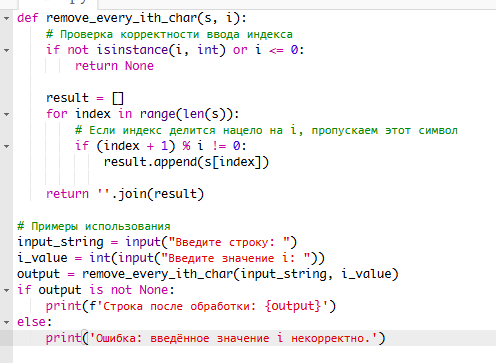 def remove_every_ith_char(s, i):
    # Проверка корректности ввода индекса
    if not isinstance(i, int) or i <= 0:
        return None

    result = []
    for index in range(len(s)):
        # Если индекс делится нацело на i, пропускаем этот символ
        if (index + 1) % i != 0:
            result.append(s[index])

    return ''.join(result)

# Примеры использования
input_string = input("Введите строку: ")
i_value = int(input("Введите значение i: "))
output = remove_every_ith_char(input_string, i_value)
if output is not None:
    print(f'Строка после обработки: {output}')
else:
    print('Ошибка: введённое значение i некорректно.')